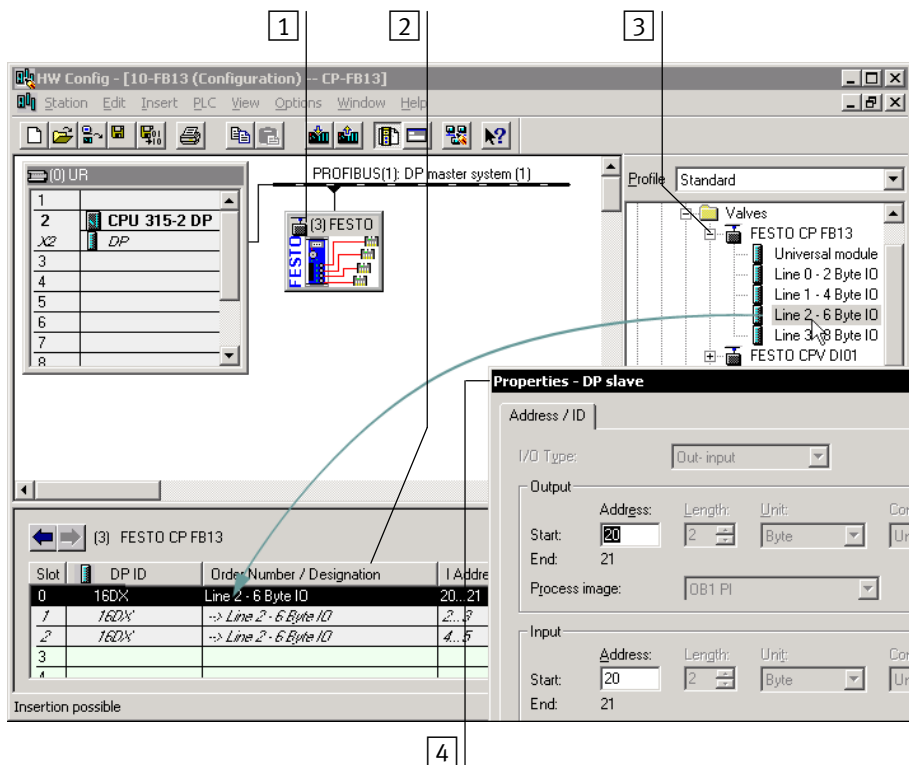 1 2 3
HW Config - [10-FB13 (Configuration) -- CP-FB13]
Station Edit Insert PLC View Options Window Help
(0) UR
1
2 CPU 315-2 DP
X2 DP
3
4
5
6
7
8
PROFIBUS(1): DP master system (1)
(3) FESTO
FESTO
Profile Standard
Valves
FESTO CP FB13
Universal module
Line 0 - 2 Byte IO
Line 1 - 4 Byte IO
Line 2 - 6 Byte IO
Line 3 - 8 Byte IO
FESTO CPV DI01
(3) FESTO CP FB13
Slot DP ID Order Number / Designation I Addre
0 16DX Line 2 - 6 Byte IO 20...21
1 16DX --> Line 2 - 6 Byte IO 2...3
2 16DX --> Line 2 - 6 Byte IO 4...5
3
4
Insertion possible
Properties - DP slave
Address / ID
I/O Type: Out- input
Output
Address: Length: Unit: Con
Start: 20 2 Byte Un
End: 21
Process image: OB1 PI
Input
Address: Length: Unit: Con
Start: 20 2 Byte Un
End: 21
4